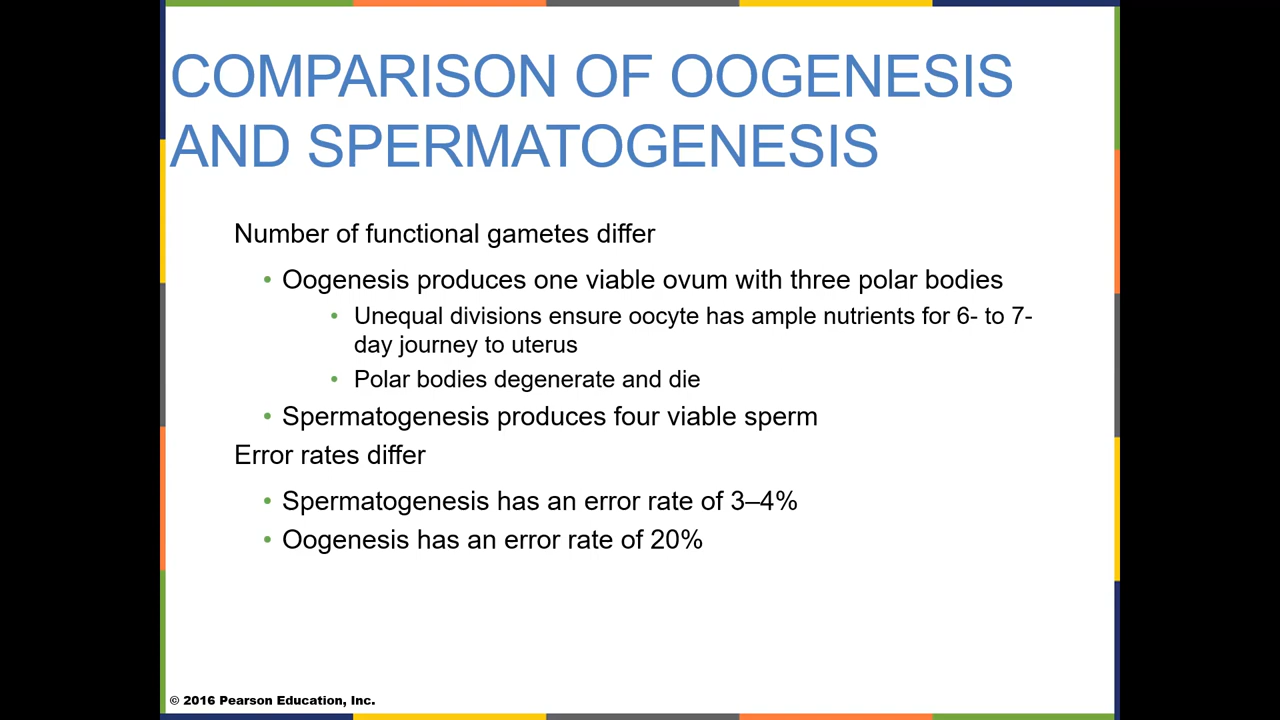 COMPARISON OF OOGENESIS
AND SPERMATOGENESIS
Number of functional gametes differ
• Oogenesis produces one viable ovum with three polar bodies
• Unequal divisions ensure oocyte has ample nutrients for 6- to 7-
day journey to uterus
• Polar bodies degenerate and die
• Spermatogenesis produces four viable sperm
Error rates differ
• Spermatogenesis has an error rate of 3–4%
• Oogenesis has an error rate of 20%
© 2016 Pearson Education, Inc.